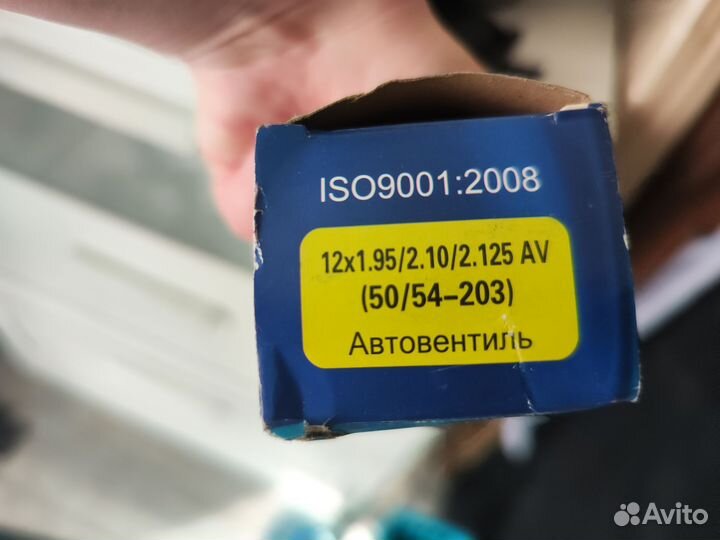 ISO9001:2008
12x1.95/2.10/2.125 AV
(50/54-203)
Автовентиль
Avito